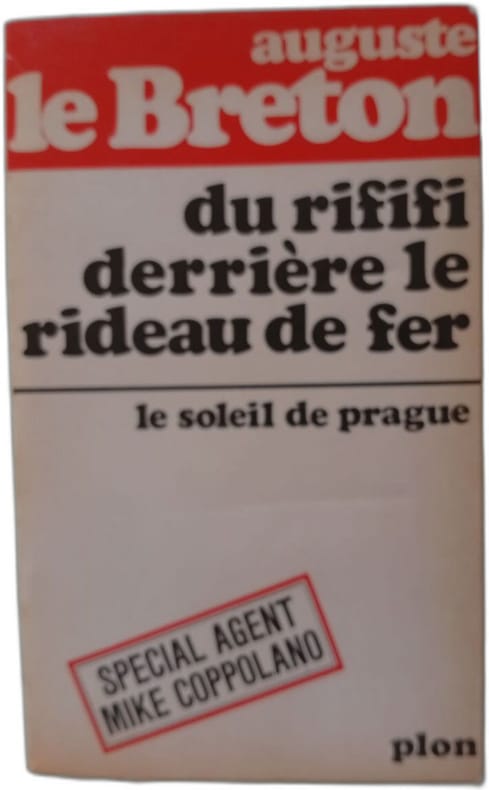 auguste
le Breton
du rififi
derrière le
rideau de fer
le soleil de prague
SPECIAL AGENT
MIKE COPPOLANO
plon